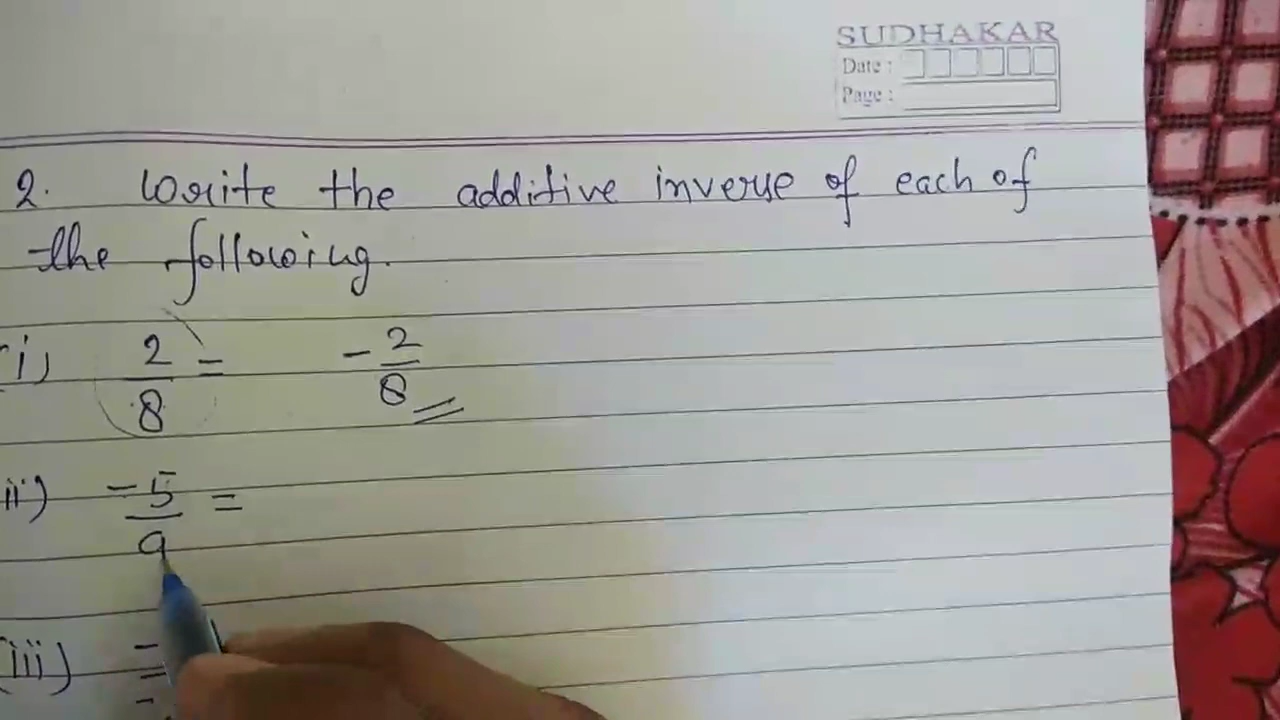 SUDHAKAR
Date :
Page :
2. Write the additive inverse of each of
the following.
(i) 2/8 = -2/8
(ii) -5/9 =
(iii) -